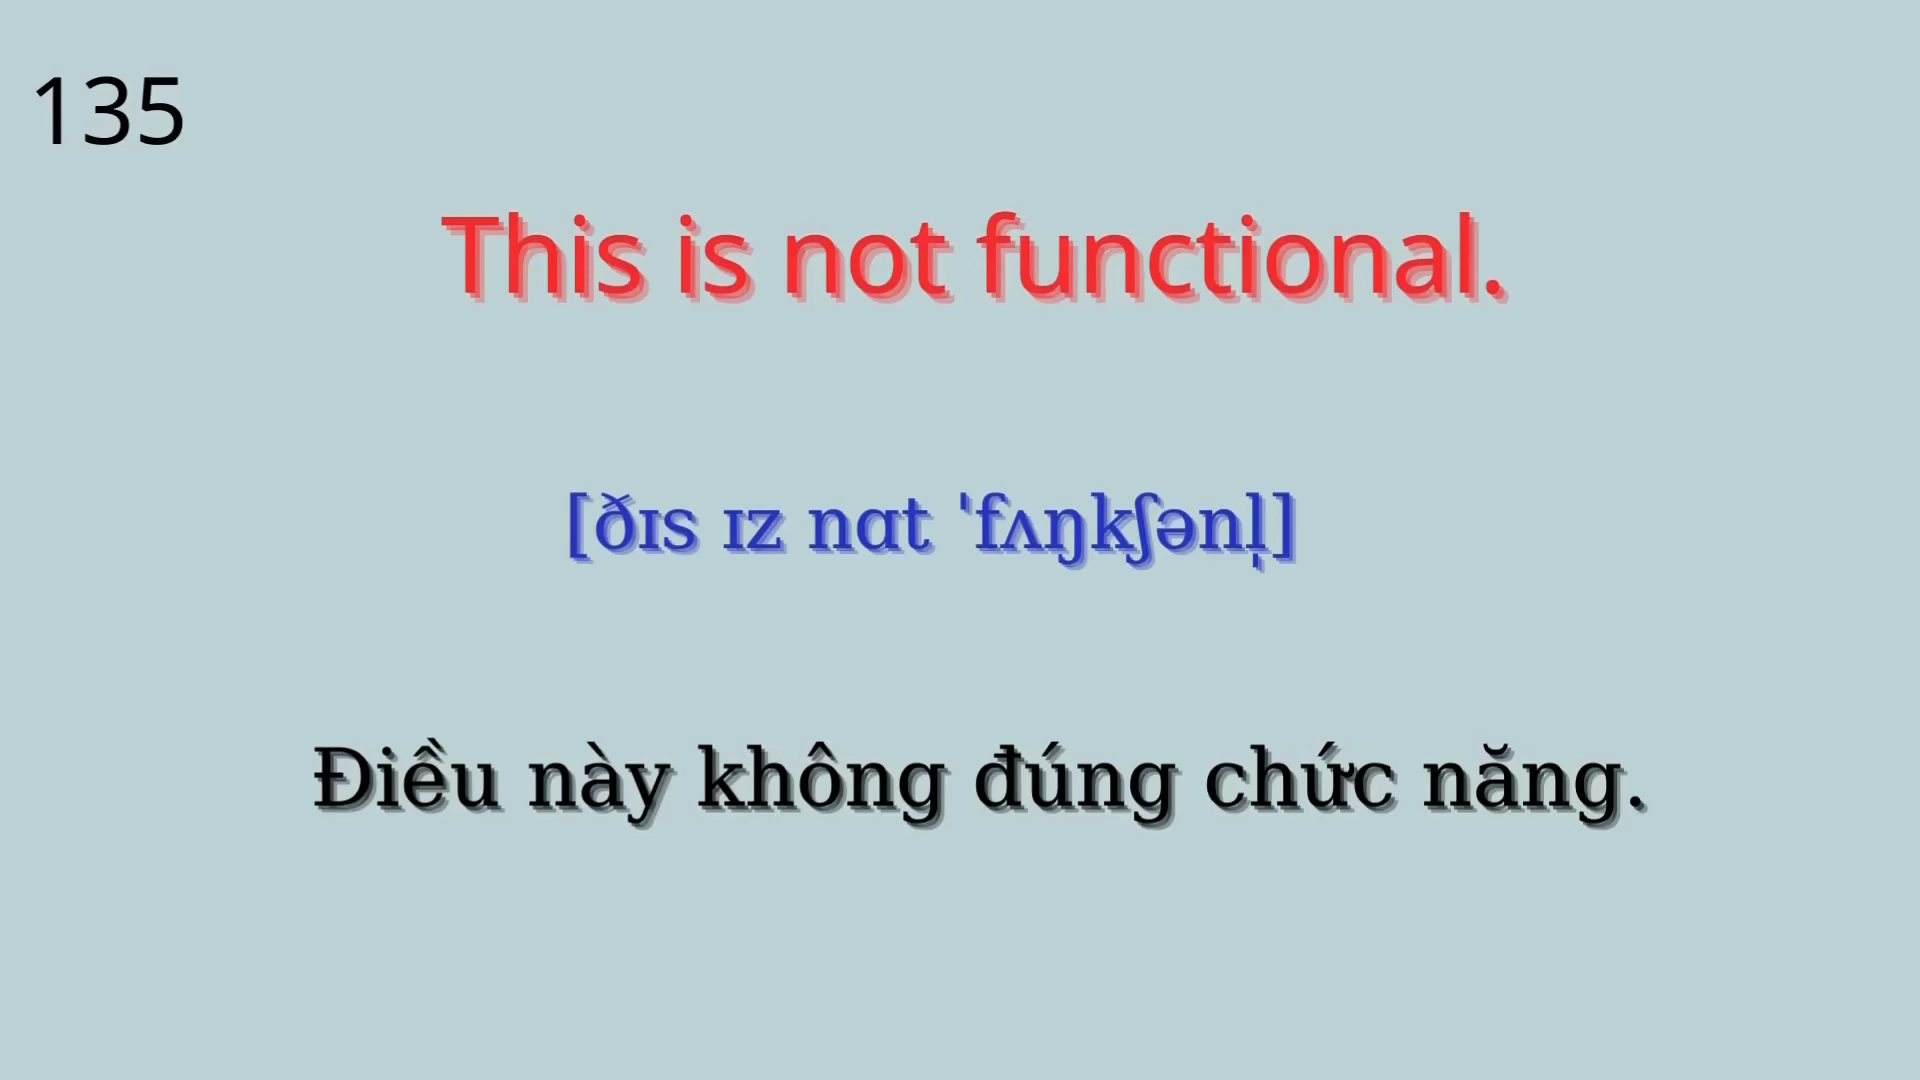 135
This is not functional.
[ðɪs ɪz nɑt ˈfʌŋkʃənl̩]
Điều này không đúng chức năng.